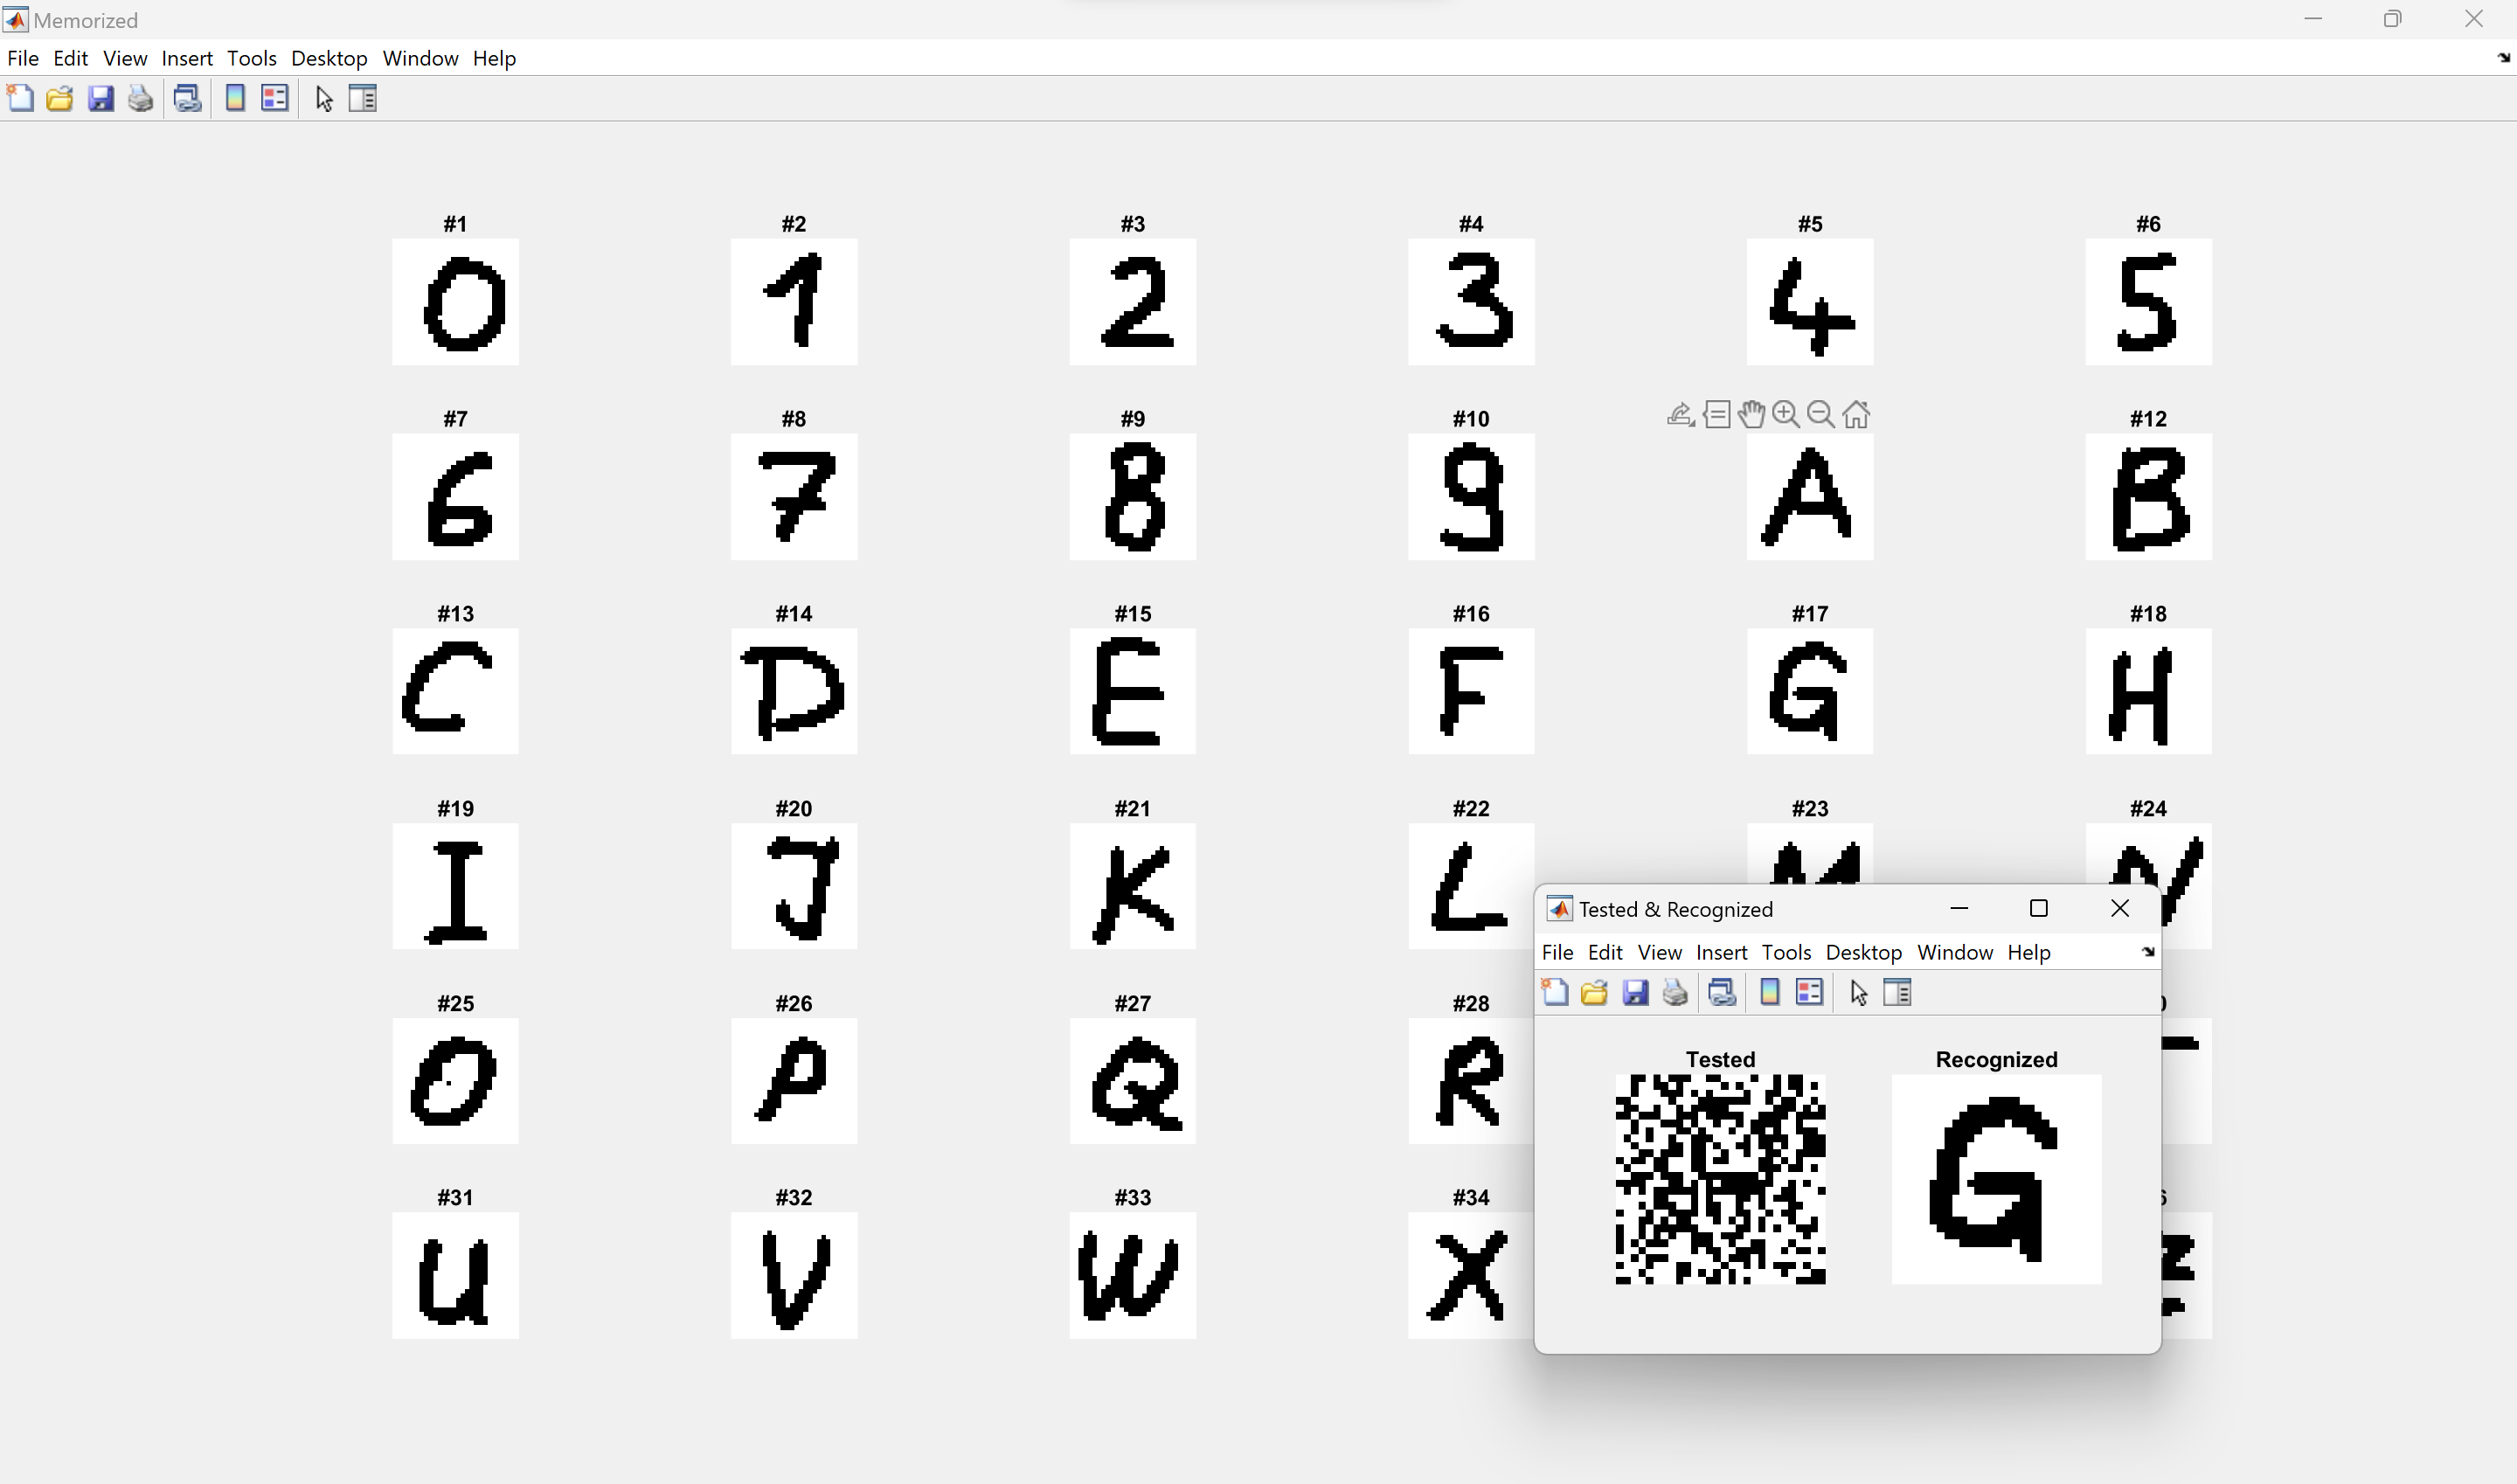 Memorized
File Edit View Insert Tools Desktop Window Help
#1 #2 #3 #4 #5 #6
0 1 2 3 4 5
#7 #8 #9 #10 #12
6 7 8 9 A B
#13 #14 #15 #16 #17 #18
C D E F G H
#19 #20 #21 #22 #23 #24
I J K L M N
#25 #26 #27 #28
O P Q R
#31 #32 #33 #34
U V W X
Tested & Recognized
File Edit View Insert Tools Desktop Window Help
Tested Recognized
G